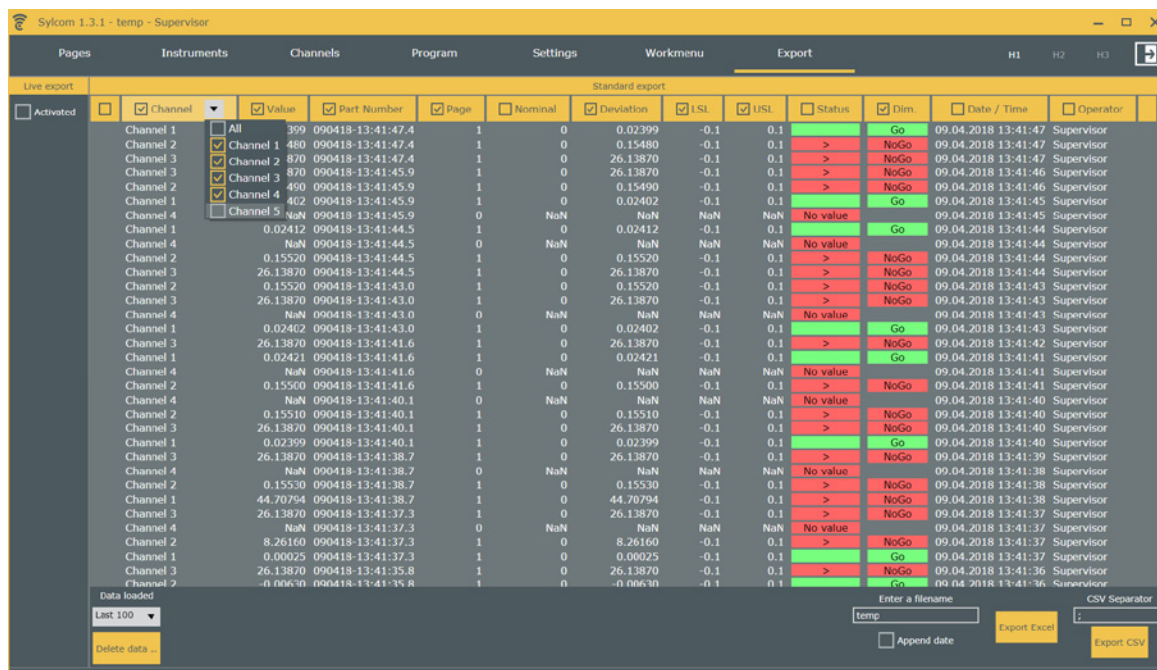 Sylcom 1.3.1 - temp - Supervisor
Pages Instruments Channels Program Settings Workmenu Export H1 H2 H3
Live export Standard export
Activated Channel Value Part Number Page Nominal Deviation LSL USL Status Dim. Date / Time Operator
All
Channel 1
Channel 2
Channel 3
Channel 4
Channel 5
Channel 1 399 090418-13:41:47.4 1 0 0.02399 -0.1 0.1 Go 09.04.2018 13:41:47 Supervisor
Channel 2 480 090418-13:41:47.4 1 0 0.15480 -0.1 0.1 > NoGo 09.04.2018 13:41:47 Supervisor
Channel 3 870 090418-13:41:47.4 1 0 26.13870 -0.1 0.1 > NoGo 09.04.2018 13:41:47 Supervisor
Channel 3 870 090418-13:41:45.9 1 0 26.13870 -0.1 0.1 > NoGo 09.04.2018 13:41:46 Supervisor
Channel 2 490 090418-13:41:45.9 1 0 0.15490 -0.1 0.1 > NoGo 09.04.2018 13:41:46 Supervisor
Channel 1 402 090418-13:41:45.9 1 0 0.02402 -0.1 0.1 Go 09.04.2018 13:41:45 Supervisor
Channel 4 NaN 090418-13:41:45.9 0 NaN NaN NaN NaN No value 09.04.2018 13:41:45 Supervisor
Channel 1 0.02412 090418-13:41:44.5 1 0 0.02412 -0.1 0.1 Go 09.04.2018 13:41:44 Supervisor
Channel 4 NaN 090418-13:41:44.5 0 NaN NaN NaN NaN No value 09.04.2018 13:41:44 Supervisor
Channel 2 0.15520 090418-13:41:44.5 1 0 0.15520 -0.1 0.1 > NoGo 09.04.2018 13:41:44 Supervisor
Channel 3 26.13870 090418-13:41:44.5 1 0 26.13870 -0.1 0.1 > NoGo 09.04.2018 13:41:44 Supervisor
Channel 2 0.15520 090418-13:41:43.0 1 0 0.15520 -0.1 0.1 > NoGo 09.04.2018 13:41:43 Supervisor
Channel 3 26.13870 090418-13:41:43.0 1 0 26.13870 -0.1 0.1 > NoGo 09.04.2018 13:41:43 Supervisor
Channel 4 NaN 090418-13:41:43.0 0 NaN NaN NaN NaN No value 09.04.2018 13:41:43 Supervisor
Channel 1 0.02402 090418-13:41:43.0 1 0 0.02402 -0.1 0.1 Go 09.04.2018 13:41:43 Supervisor
Channel 3 26.13870 090418-13:41:41.6 1 0 26.13870 -0.1 0.1 > NoGo 09.04.2018 13:41:42 Supervisor
Channel 1 0.02421 090418-13:41:41.6 1 0 0.02421 -0.1 0.1 Go 09.04.2018 13:41:41 Supervisor
Channel 4 NaN 090418-13:41:41.6 0 NaN NaN NaN NaN No value 09.04.2018 13:41:41 Supervisor
Channel 2 0.15500 090418-13:41:41.6 1 0 0.15500 -0.1 0.1 > NoGo 09.04.2018 13:41:41 Supervisor
Channel 4 NaN 090418-13:41:40.1 0 NaN NaN NaN NaN No value 09.04.2018 13:41:40 Supervisor
Channel 2 0.15510 090418-13:41:40.1 1 0 0.15510 -0.1 0.1 > NoGo 09.04.2018 13:41:40 Supervisor
Channel 3 26.13870 090418-13:41:40.1 1 0 26.13870 -0.1 0.1 > NoGo 09.04.2018 13:41:40 Supervisor
Channel 1 0.02399 090418-13:41:40.1 1 0 0.02399 -0.1 0.1 Go 09.04.2018 13:41:40 Supervisor
Channel 3 26.13870 090418-13:41:38.7 1 0 26.13870 -0.1 0.1 > NoGo 09.04.2018 13:41:39 Supervisor
Channel 4 NaN 090418-13:41:38.7 0 NaN NaN NaN NaN No value 09.04.2018 13:41:38 Supervisor
Channel 2 0.15530 090418-13:41:38.7 1 0 0.15530 -0.1 0.1 > NoGo 09.04.2018 13:41:38 Supervisor
Channel 1 44.70794 090418-13:41:38.7 1 0 44.70794 -0.1 0.1 > NoGo 09.04.2018 13:41:38 Supervisor
Channel 3 26.13870 090418-13:41:37.3 1 0 26.13870 -0.1 0.1 > NoGo 09.04.2018 13:41:37 Supervisor
Channel 4 NaN 090418-13:41:37.3 0 NaN NaN NaN NaN No value 09.04.2018 13:41:37 Supervisor
Channel 2 8.26160 090418-13:41:37.3 1 0 8.26160 -0.1 0.1 > NoGo 09.04.2018 13:41:37 Supervisor
Channel 1 0.00025 090418-13:41:37.3 1 0 0.00025 -0.1 0.1 Go 09.04.2018 13:41:37 Supervisor
Channel 3 26.13870 090418-13:41:35.8 1 0 26.13870 -0.1 0.1 > NoGo 09.04.2018 13:41:36 Supervisor
Channel 2 -0.00630 090418-13:41:35.8 1 0 -0.00630 -0.1 0.1 Go 09.04.2018 13:41:36 Supervisor
Data loaded Enter a filename CSV Separator
Last 100 temp Export Excel ;
Delete data .. Append date Export CSV